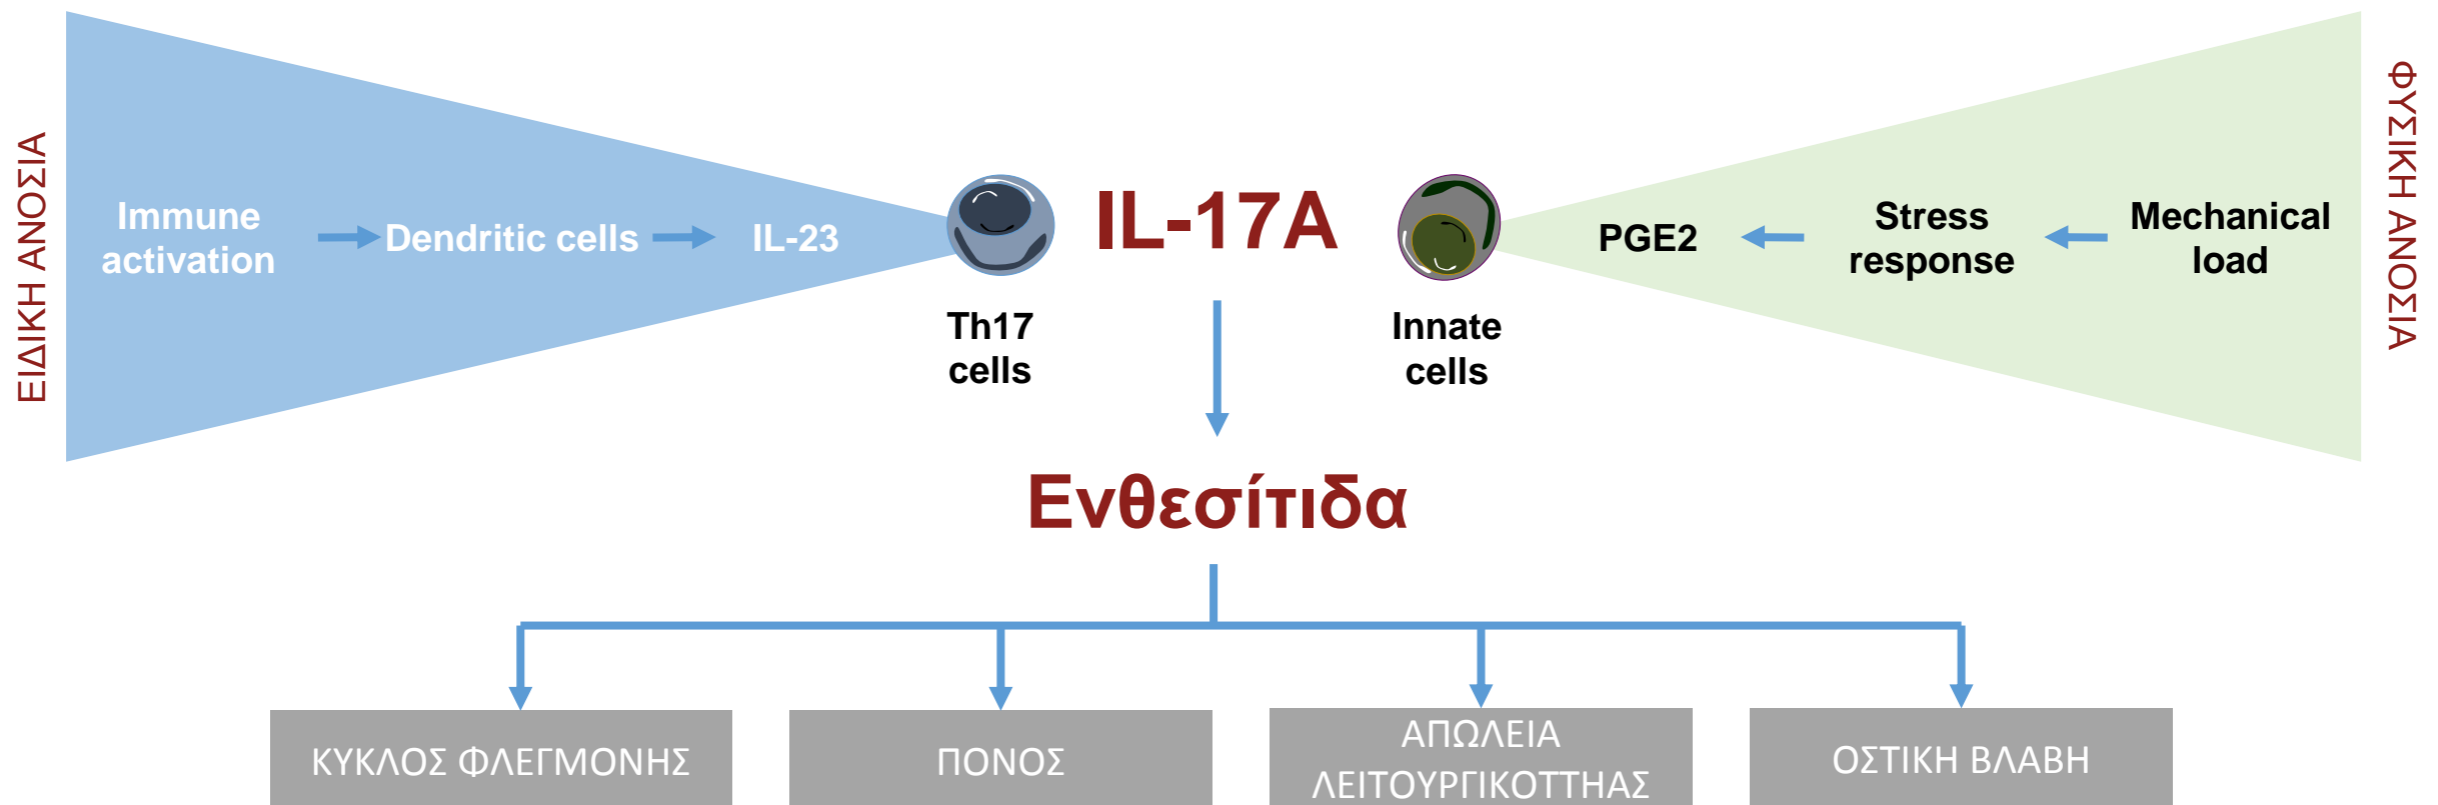 ΕΙΔΙΚΗ ΑΝΟΣΙΑ
Immune
activation
Dendritic cells
IL-23
Th17
cells
IL-17A
Innate
cells
PGE2
Stress
response
Mechanical
load
ΦΥΣΙΚΗ ΑΝΟΣΙΑ
Ενθεσίτιδα
ΚΥΚΛΟΣ ΦΛΕΓΜΟΝΗΣ
ΠΟΝΟΣ
ΑΠΩΛΕΙΑ
ΛΕΙΤΟΥΡΓΙΚΟΤΤΗΑΣ
ΟΣΤΙΚΗ ΒΛΑΒΗ